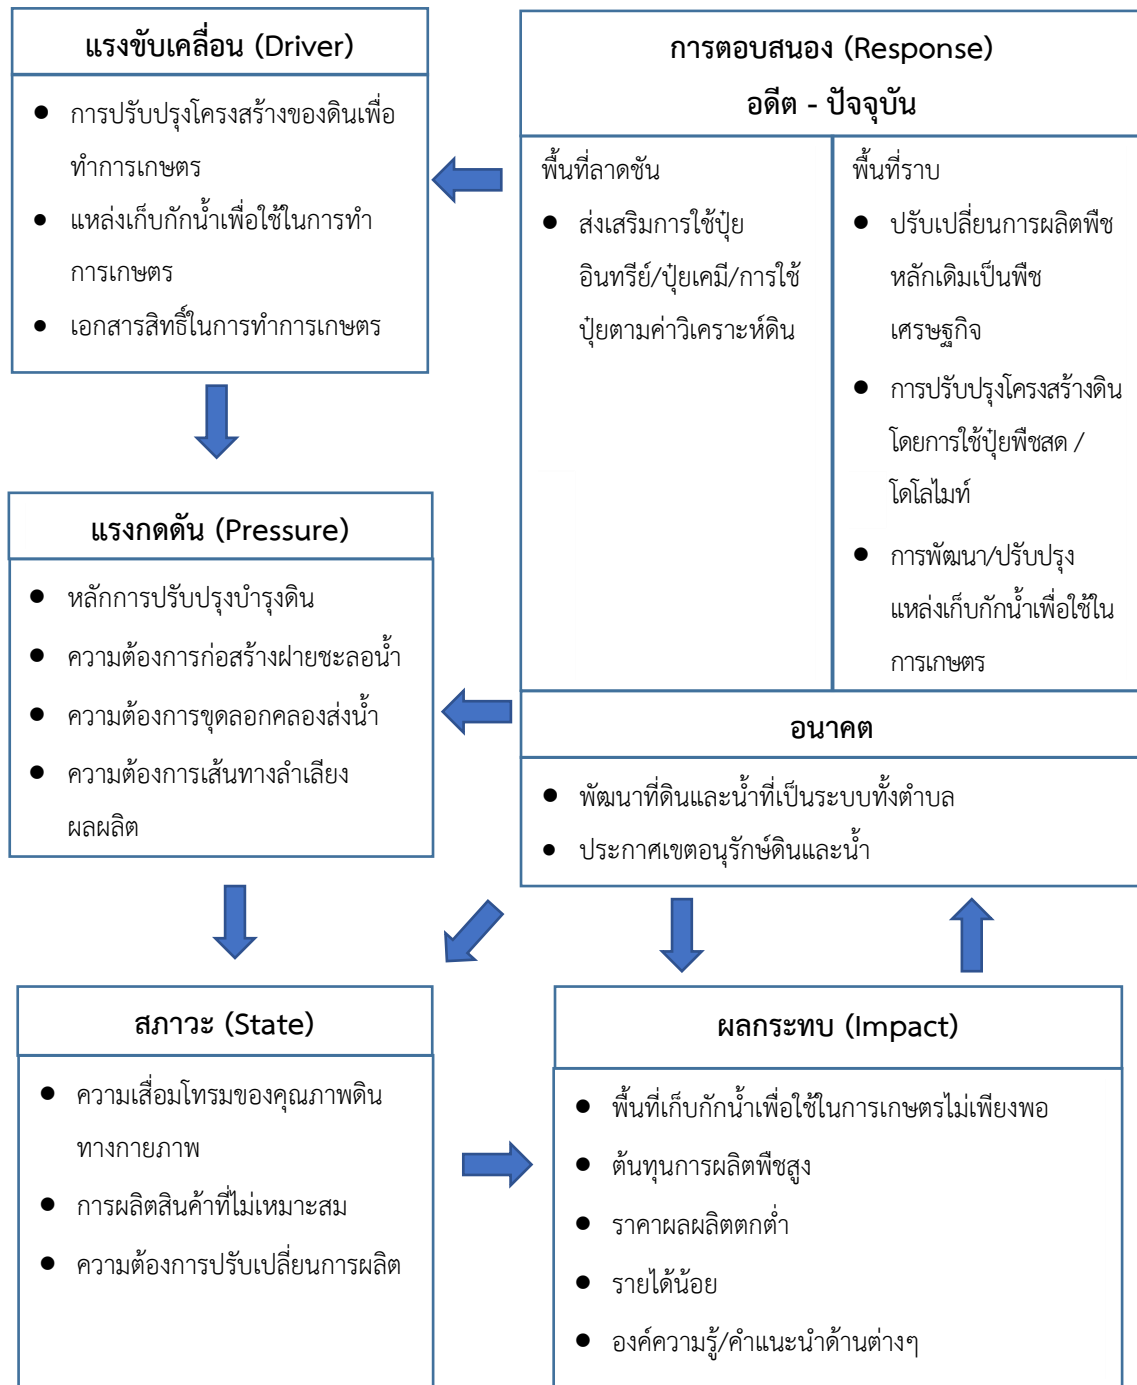 แรงขับเคลื่อน (Driver)
● การปรับปรุงโครงสร้างของดินเพื่อ
ทำการเกษตร
● แหล่งเก็บกักน้ำเพื่อใช้ในการทำ
การเกษตร
● เอกสารสิทธิ์ในการทำการเกษตร
การตอบสนอง (Response)
อดีต - ปัจจุบัน
พื้นที่ลาดชัน
● ส่งเสริมการใช้ปุ๋ย
อินทรีย์/ปุ๋ยเคมี/การใช้
ปุ๋ยตามค่าวิเคราะห์ดิน
พื้นที่ราบ
● ปรับเปลี่ยนการผลิตพืช
หลักเดิมเป็นพืช
เศรษฐกิจ
● การปรับปรุงโครงสร้างดิน
โดยการใช้ปุ๋ยพืชสด /
โดโลไมท์
● การพัฒนา/ปรับปรุง
แหล่งเก็บกักน้ำเพื่อใช้ใน
การเกษตร
อนาคต
● พัฒนาที่ดินและน้ำที่เป็นระบบทั้งตำบล
● ประกาศเขตอนุรักษ์ดินและน้ำ
แรงกดดัน (Pressure)
● หลักการปรับปรุงบำรุงดิน
● ความต้องการก่อสร้างฝายชะลอน้ำ
● ความต้องการขุดลอกคลองส่งน้ำ
● ความต้องการเส้นทางลำเลียง
ผลผลิต
สภาวะ (State)
● ความเสื่อมโทรมของคุณภาพดิน
ทางกายภาพ
● การผลิตสินค้าที่ไม่เหมาะสม
● ความต้องการปรับเปลี่ยนการผลิต
ผลกระทบ (Impact)
● พื้นที่เก็บกักน้ำเพื่อใช้ในการเกษตรไม่เพียงพอ
● ต้นทุนการผลิตพืชสูง
● ราคาผลผลิตตกต่ำ
● รายได้น้อย
● องค์ความรู้/คำแนะนำด้านต่างๆ